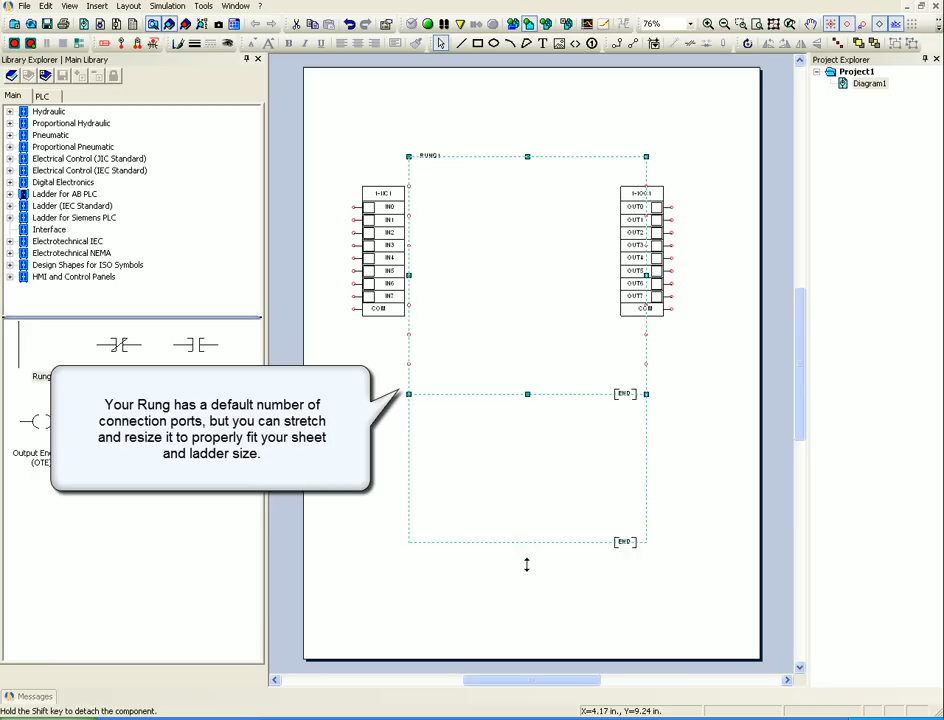 File Edit View Insert Layout Simulation Tools Window ?
76%
Library Explorer | Main Library
Main PLC
Hydraulic
Proportional Hydraulic
Pneumatic
Proportional Pneumatic
Electrical Control (JIC Standard)
Electrical Control (IEC Standard)
Digital Electronics
Ladder for AB PLC
Ladder (IEC Standard)
Ladder for Siemens PLC
Interface
Electrotechnical IEC
Electrotechnical NEMA
Design Shapes for ISO Symbols
HMI and Control Panels
Rung
Output En
(OTE)
Your Rung has a default number of
connection ports, but you can stretch
and resize it to properly fit your sheet
and ladder size.
RUNG1
IN0
IN1
IN2
IN3
IN4
IN5
IN6
IN7
COM
OUT0
OUT1
OUT2
OUT3
OUT4
OUT5
OUT6
OUT7
COM
END
END
Project Explorer
Project1
Diagram1
Messages
Hold the Shift key to detach the component.
X=4.17 in., Y=9.24 in.